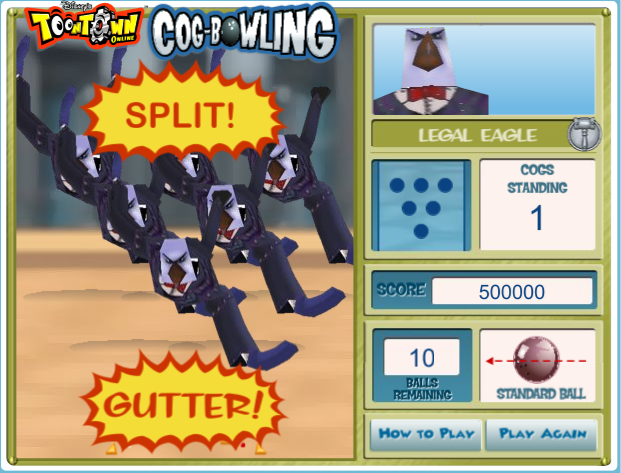 Disney's
TOONTOWN
ONLINE
COG-BOWLING
SPLIT!
LEGAL EAGLE
COGS
STANDING
1
SCORE
500000
10
BALLS
REMAINING
STANDARD BALL
GUTTER!
HOW TO PLAY
PLAY AGAIN